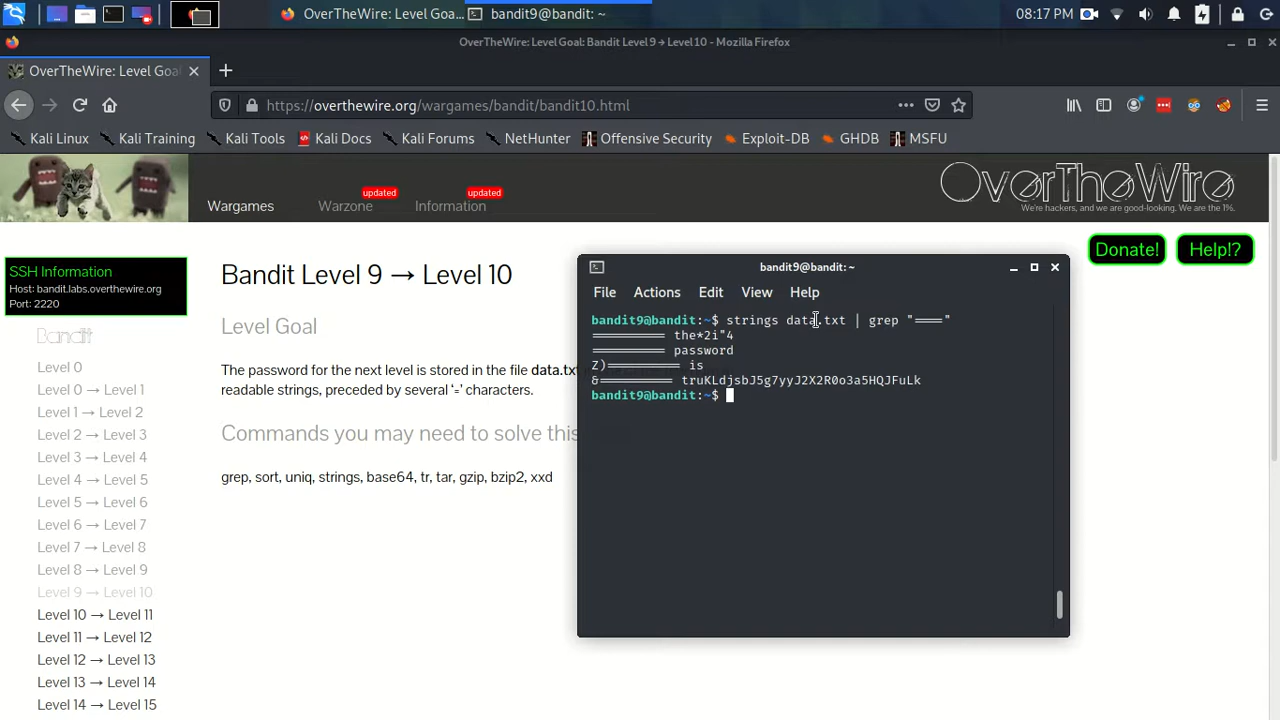 OverTheWire: Level Goa...
bandit9@bandit: ~
08:17 PM
OverTheWire: Level Goal: Bandit Level 9 → Level 10 - Mozilla Firefox
OverTheWire: Level Goal
https://overthewire.org/wargames/bandit/bandit10.html
Kali Linux
Kali Training
Kali Tools
Kali Docs
Kali Forums
NetHunter
Offensive Security
Exploit-DB
GHDB
MSFU
Wargames
updated
Warzone
updated
Information
OverTheWire
We're hackers, and we are good-looking. We are the 1%.
Donate!
Help!?
SSH Information
Host: bandit.labs.overthewire.org
Port: 2220
Bandit
Level 0
Level 0 → Level 1
Level 1 → Level 2
Level 2 → Level 3
Level 3 → Level 4
Level 4 → Level 5
Level 5 → Level 6
Level 6 → Level 7
Level 7 → Level 8
Level 8 → Level 9
Level 9 → Level 10
Level 10 → Level 11
Level 11 → Level 12
Level 12 → Level 13
Level 13 → Level 14
Level 14 → Level 15
Bandit Level 9 → Level 10
Level Goal
The password for the next level is stored in the file data.txt
readable strings, preceded by several '=' characters.
Commands you may need to solve this
grep, sort, uniq, strings, base64, tr, tar, gzip, bzip2, xxd
bandit9@bandit:~
File Actions Edit View Help
bandit9@bandit:~$ strings data.txt | grep "===="
========== the*2i"4
========== password
Z)========== is
&========== truKLdjsbJ5g7yyJ2X2R0o3a5HQJFuLk
bandit9@bandit:~$